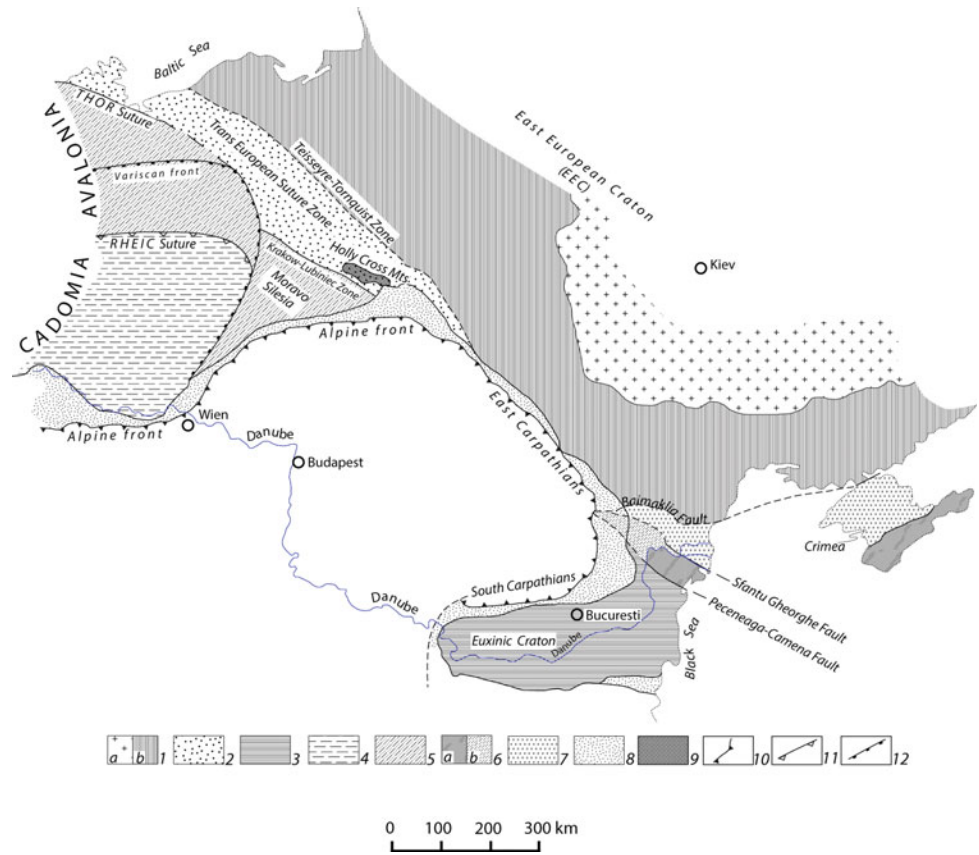 Baltic Sea
THOR Suture
AVALONIA
Variscan front
RHEIC Suture
CADOMIA
Trans European Suture Zone
Teisseyre-Tornquist Zone
East European Craton
(EEC)
Kiev
Holly Cross Mts.
Krakow-Lubiniec Zone
Moravo
Silesia
Alpine front
Wien
Alpine front
Danube
Budapest
East Carpathians
Baimaklia Fault
Crimea
South Carpathians
Danube
Bucuresti
Euxinic Craton
Danube
Black Sea
Sfantu Gheorghe Fault
Peceneaga-Camena Fault
a b 1 2 3 4 5 a b 6 7 8 9 10 11 12
0 100 200 300 km